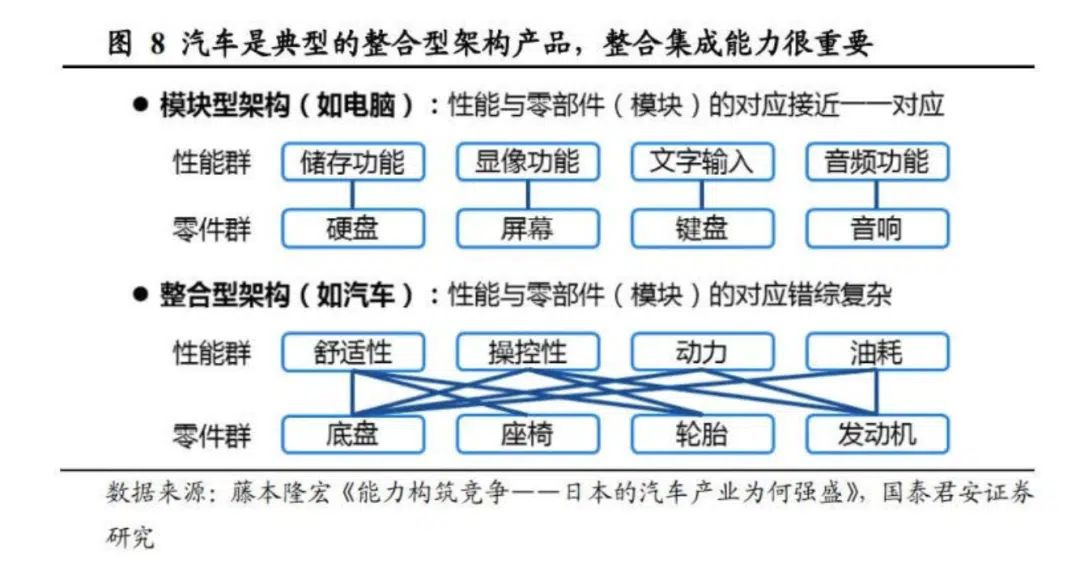 图 8 汽车是典型的整合型架构产品，整合集成能力很重要
● 模块型架构（如电脑）：性能与零部件（模块）的对应接近一一对应
性能群 储存功能 显像功能 文字输入 音频功能
零件群 硬盘 屏幕 键盘 音响
● 整合型架构（如汽车）：性能与零部件（模块）的对应错综复杂
性能群 舒适性 操控性 动力 油耗
零件群 底盘 座椅 轮胎 发动机
数据来源：藤本隆宏《能力构筑竞争——日本的汽车产业为何强盛》，国泰君安证券
研究